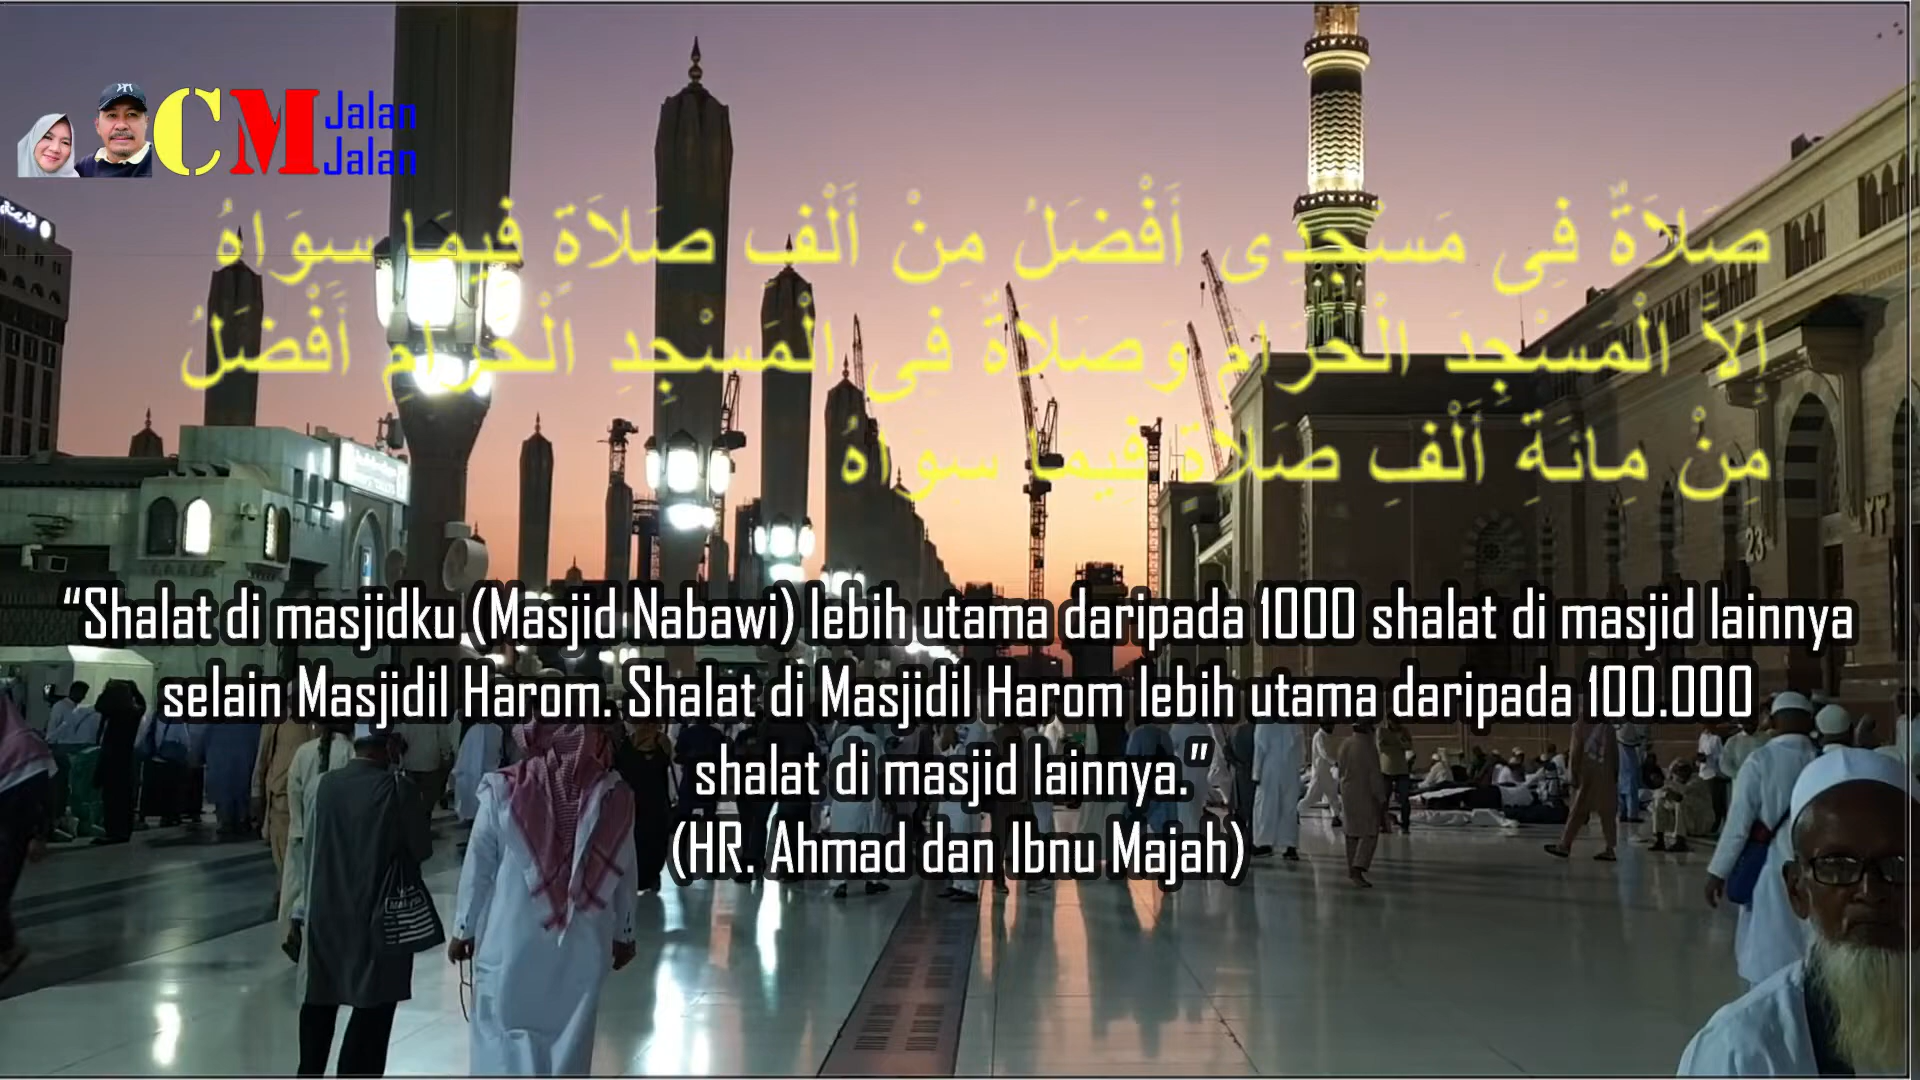 CM Jalan
Jalan
صَلاَةٌ فِى مَسْجِدِى أَفْضَلُ مِنْ أَلْفِ صَلاَةٍ فِيمَا سِوَاهُ
إِلاَّ الْمَسْجِدَ الْحَرَامَ وَصَلاَةٌ فِى الْمَسْجِدِ الْحَرَامِ أَفْضَلُ
مِنْ مِائَةِ أَلْفِ صَلاَةٍ فِيمَا سِوَاهُ
23
٢٣
“Shalat di masjidku (Masjid Nabawi) lebih utama daripada 1000 shalat di masjid lainnya
selain Masjidil Harom. Shalat di Masjidil Harom lebih utama daripada 100.000
shalat di masjid lainnya.”
(HR. Ahmad dan Ibnu Majah)